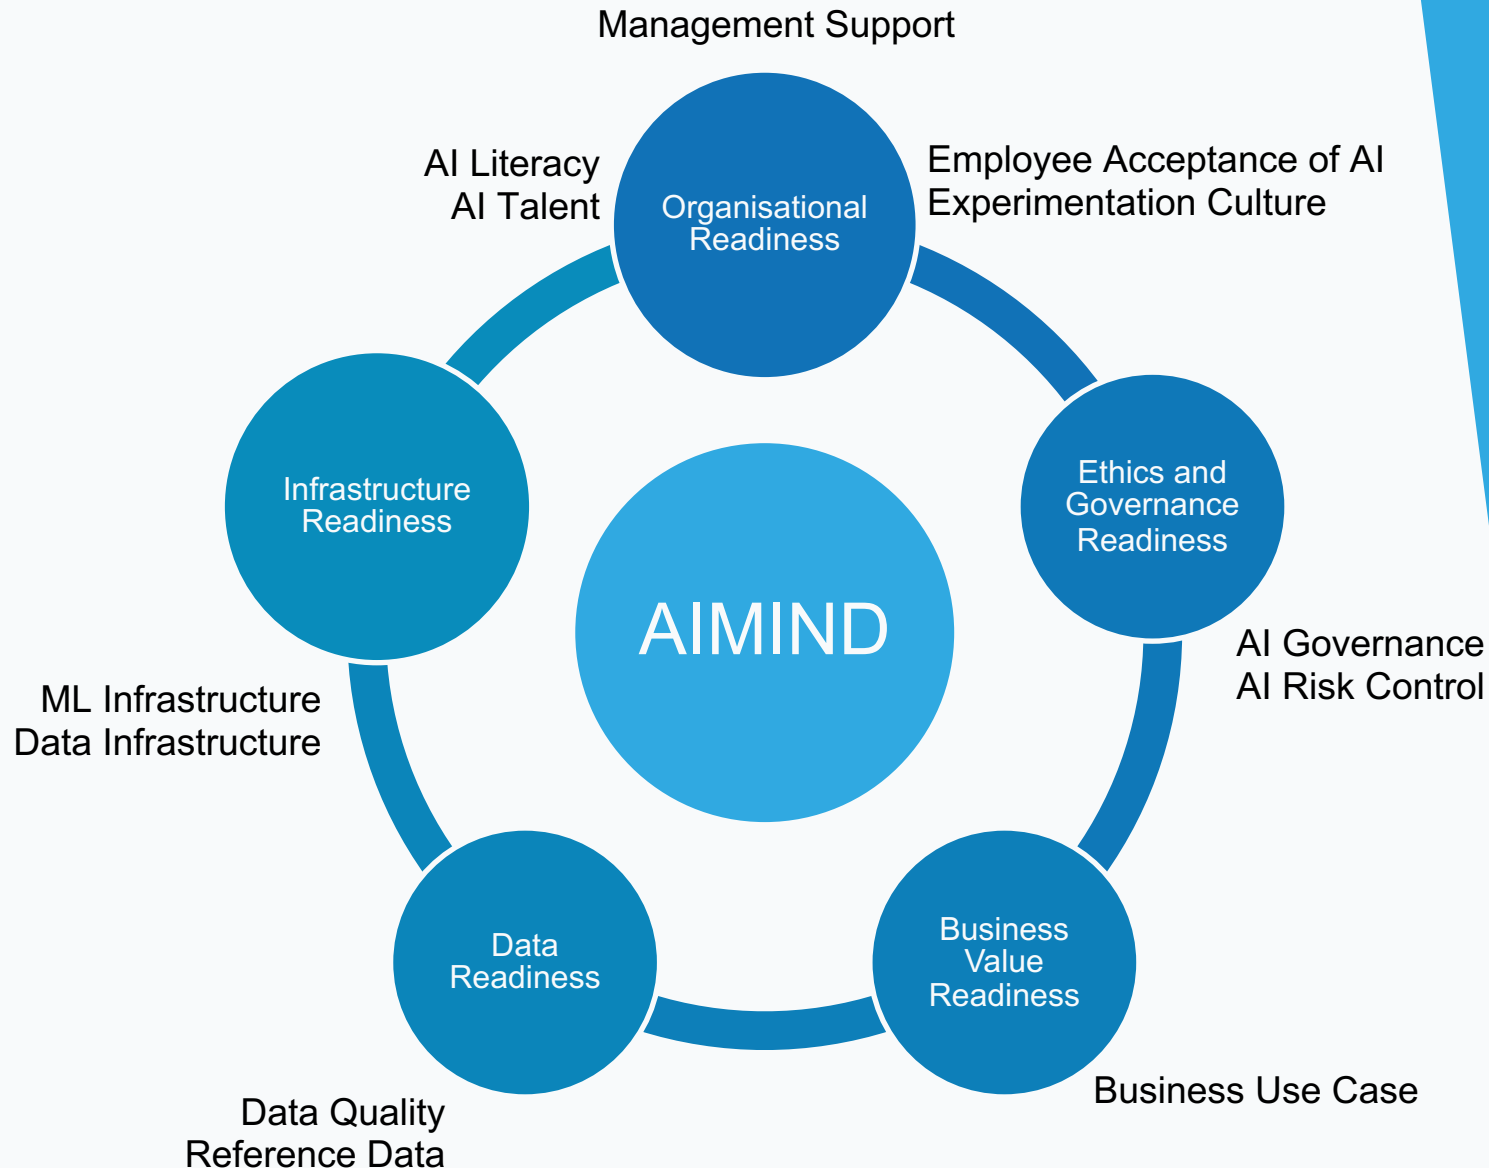 Management Support
AI Literacy
AI Talent
Organisational
Readiness
Employee Acceptance of AI
Experimentation Culture
Infrastructure
Readiness
Ethics and
Governance
Readiness
AIMIND
AI Governance
AI Risk Control
ML Infrastructure
Data Infrastructure
Data
Readiness
Business
Value
Readiness
Business Use Case
Data Quality
Reference Data